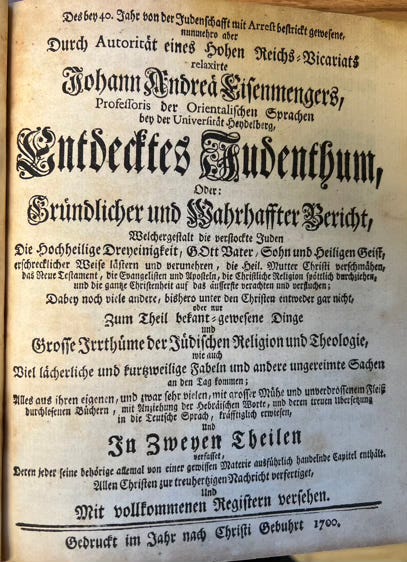 Des bey 40. Jahr von der Judenschafft mit Arrest bestrickt gewesene,
nunmehro aber
Durch Autorität eines Hohen Reichs-Vicariats
relaxirte
Johann Andreä Eisenmengers,
Professoris der Orientalischen Sprachen
bey der Universität Heydelberg,
Entdecktes Judenthum,
Oder:
Gründlicher und Wahrhaffter Bericht,
Welchergestalt die verstockte Juden
Die Hochheilige Dreyeinigkeit, GOtt Vater, Sohn und Heiligen Geist,
erschrecklicher Weise lästern und verunehren, die Heil. Mutter Christi verschmähen,
das Neue Testament, die Evangelisten und Aposteln, die Christliche Religion spöttlich durchziehen,
und die gantze Christenheit auf das äusserste verachten und verfluchen;
Dabey noch viele andere, bishero unter den Christen entweder gar nicht,
oder nur
Zum Theil bekant-gewesene Dinge
und
Grosse Irrthüme der Jüdischen Religion und Theologie,
wie auch
Viel lächerliche und kurtzweilige Fabeln und andere ungereimte Sachen
an den Tag kommen;
Alles aus ihren eigenen, und zwar sehr vielen, mit grosser Mühe und unverdrossenem Fleiß
durchlesenen Büchern, mit Anziehung der Hebräischen Worte, und deren treuen Übersetzung
in die Teutsche Sprach, kräfftiglich erwiesen,
und
In Zweyen Theilen
verfasset,
Deren jeder seine behörige allemal von einer gewissen Materie ausführlich handelnde Capitel enthält.
Allen Christen zur treuhertzigen Nachricht verfertiget,
Und
Mit vollkommenen Registern versehen.
Gedruckt im Jahr nach Christi Gebuhrt 1700.